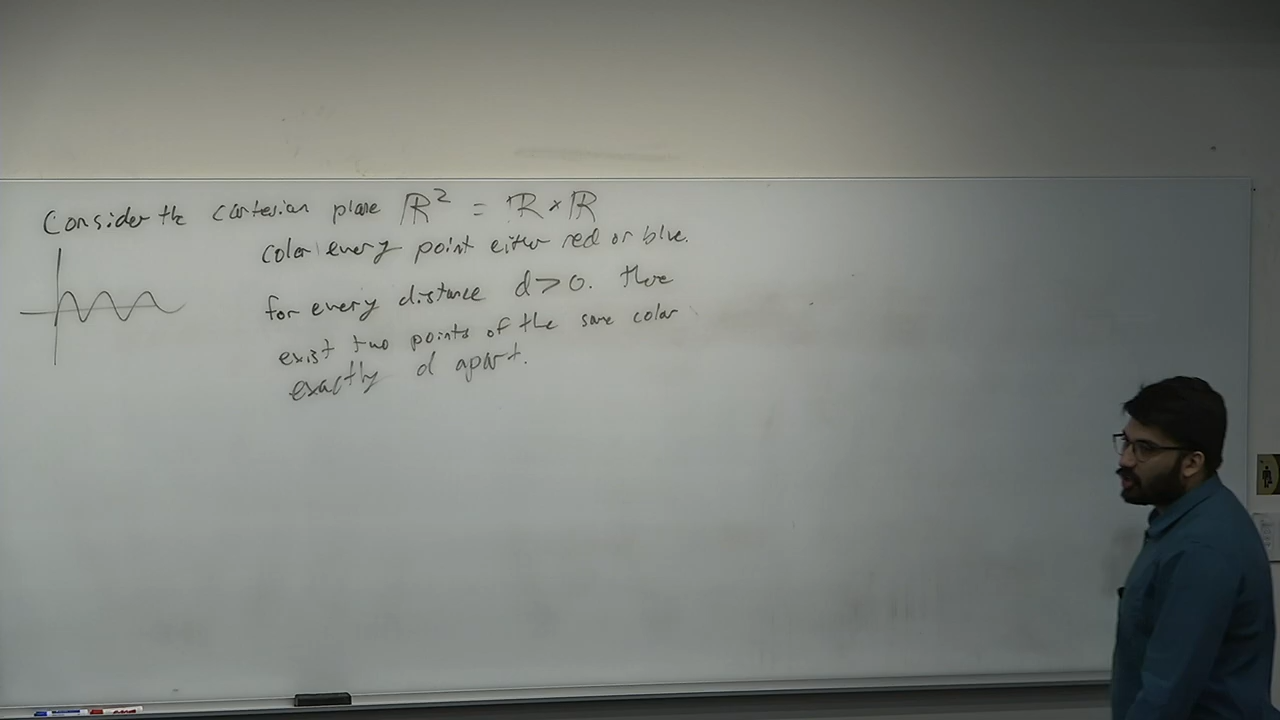 Consider the cartesian plane ℝ² = ℝ × ℝ
color every point either red or blue.
for every distance d > 0. there
exist two points of the same color
exactly d apart.